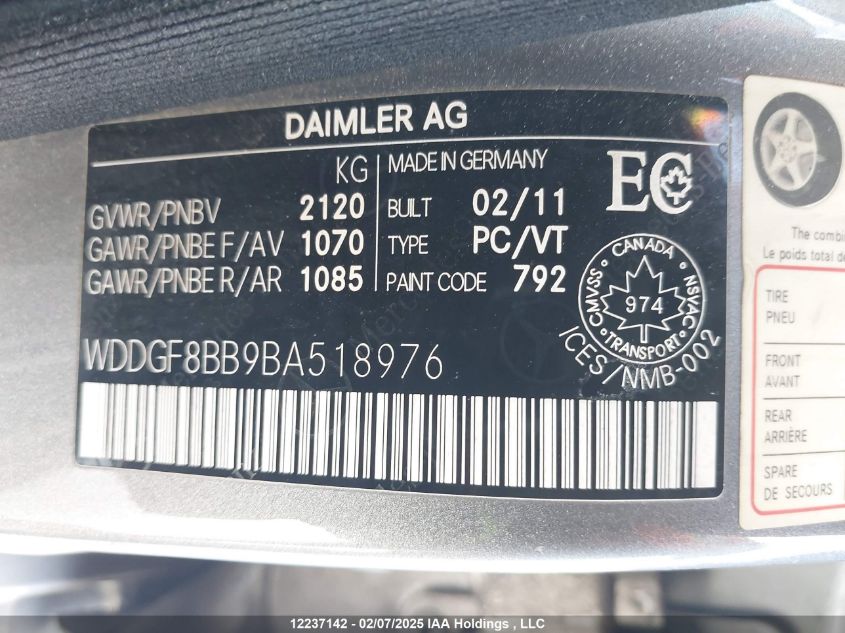 DAIMLER AG
KG
GVWR/PNBV 2120
GAWR/PNBE F/AV 1070
GAWR/PNBE R/AR 1085
MADE IN GERMANY
BUILT 02/11
TYPE PC/VT
PAINT CODE 792
EC
CANADA
CMVSS 974 NSVAC
TRANSPORT
ICES/NMB-002
WDDGF8BB9BA518976
The combi
Le poids total de
TIRE
PNEU
FRONT
AVANT
REAR
ARRIÈRE
SPARE
DE SECOURS
12237142 - 02/07/2025 IAA Holdings , LLC